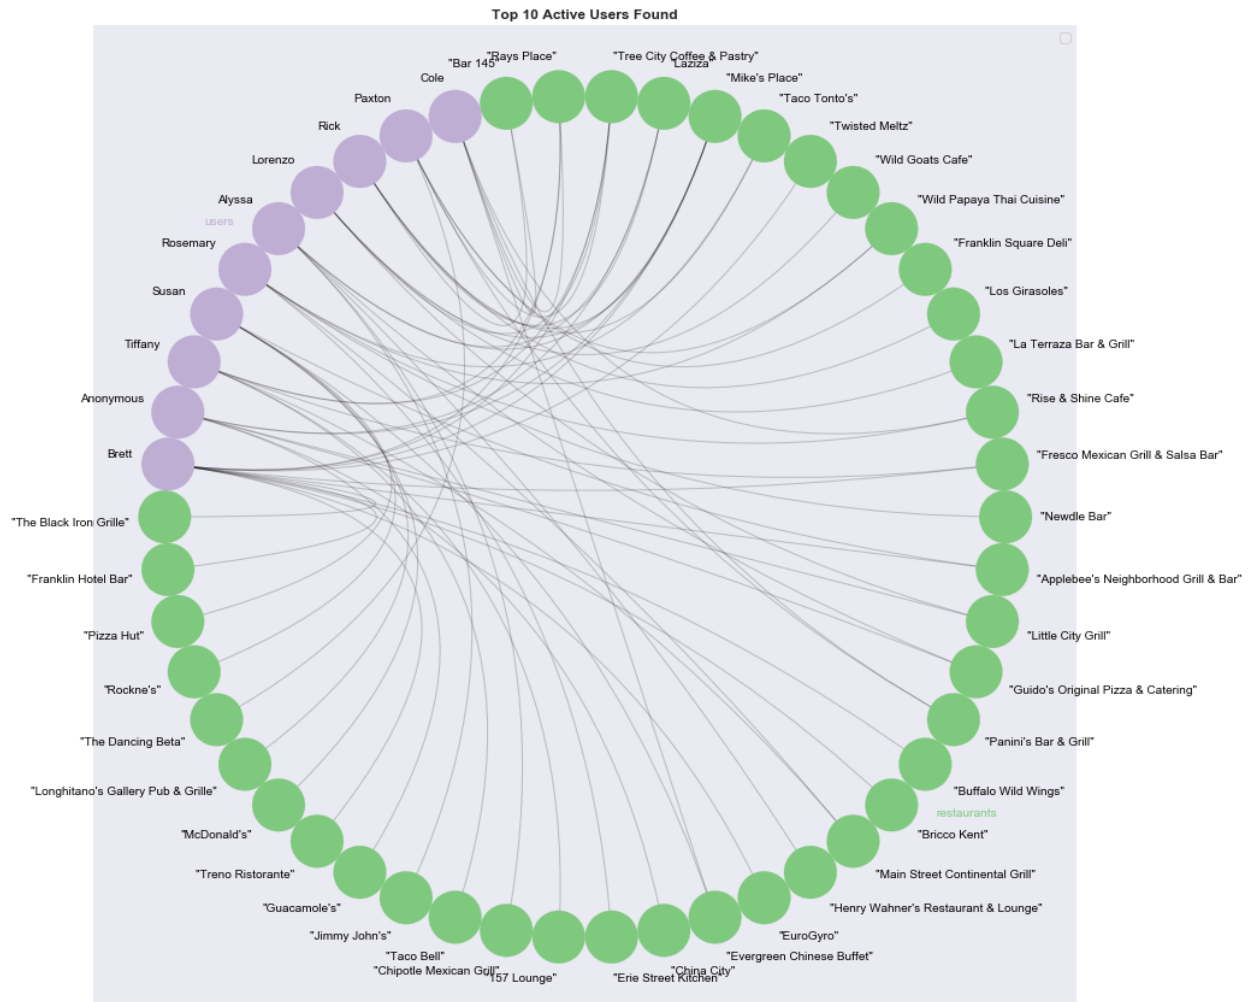 Top 10 Active Users Found
"Rays Place"
"Tree City Coffee & Pastry"
"Bar 145"
"Laziza"
Cole
"Mike's Place"
Paxton
"Taco Tonto's"
Rick
"Twisted Meltz"
Lorenzo
"Wild Goats Cafe"
Alyssa
"Wild Papaya Thai Cuisine"
users
Rosemary
"Franklin Square Deli"
Susan
"Los Girasoles"
Tiffany
"La Terraza Bar & Grill"
Anonymous
"Rise & Shine Cafe"
Brett
"Fresco Mexican Grill & Salsa Bar"
"The Black Iron Grille"
"Newdle Bar"
"Franklin Hotel Bar"
"Applebee's Neighborhood Grill & Bar"
"Pizza Hut"
"Little City Grill"
"Rockne's"
"Guido's Original Pizza & Catering"
"The Dancing Beta"
"Panini's Bar & Grill"
"Longhitano's Gallery Pub & Grille"
"Buffalo Wild Wings"
restaurants
"McDonald's"
"Bricco Kent"
"Treno Ristorante"
"Main Street Continental Grill"
"Guacamole's"
"Henry Wahner's Restaurant & Lounge"
"Jimmy John's"
"EuroGyro"
"Taco Bell"
"Evergreen Chinese Buffet"
"Chipotle Mexican Grill"
"China City"
"157 Lounge"
"Erie Street Kitchen"